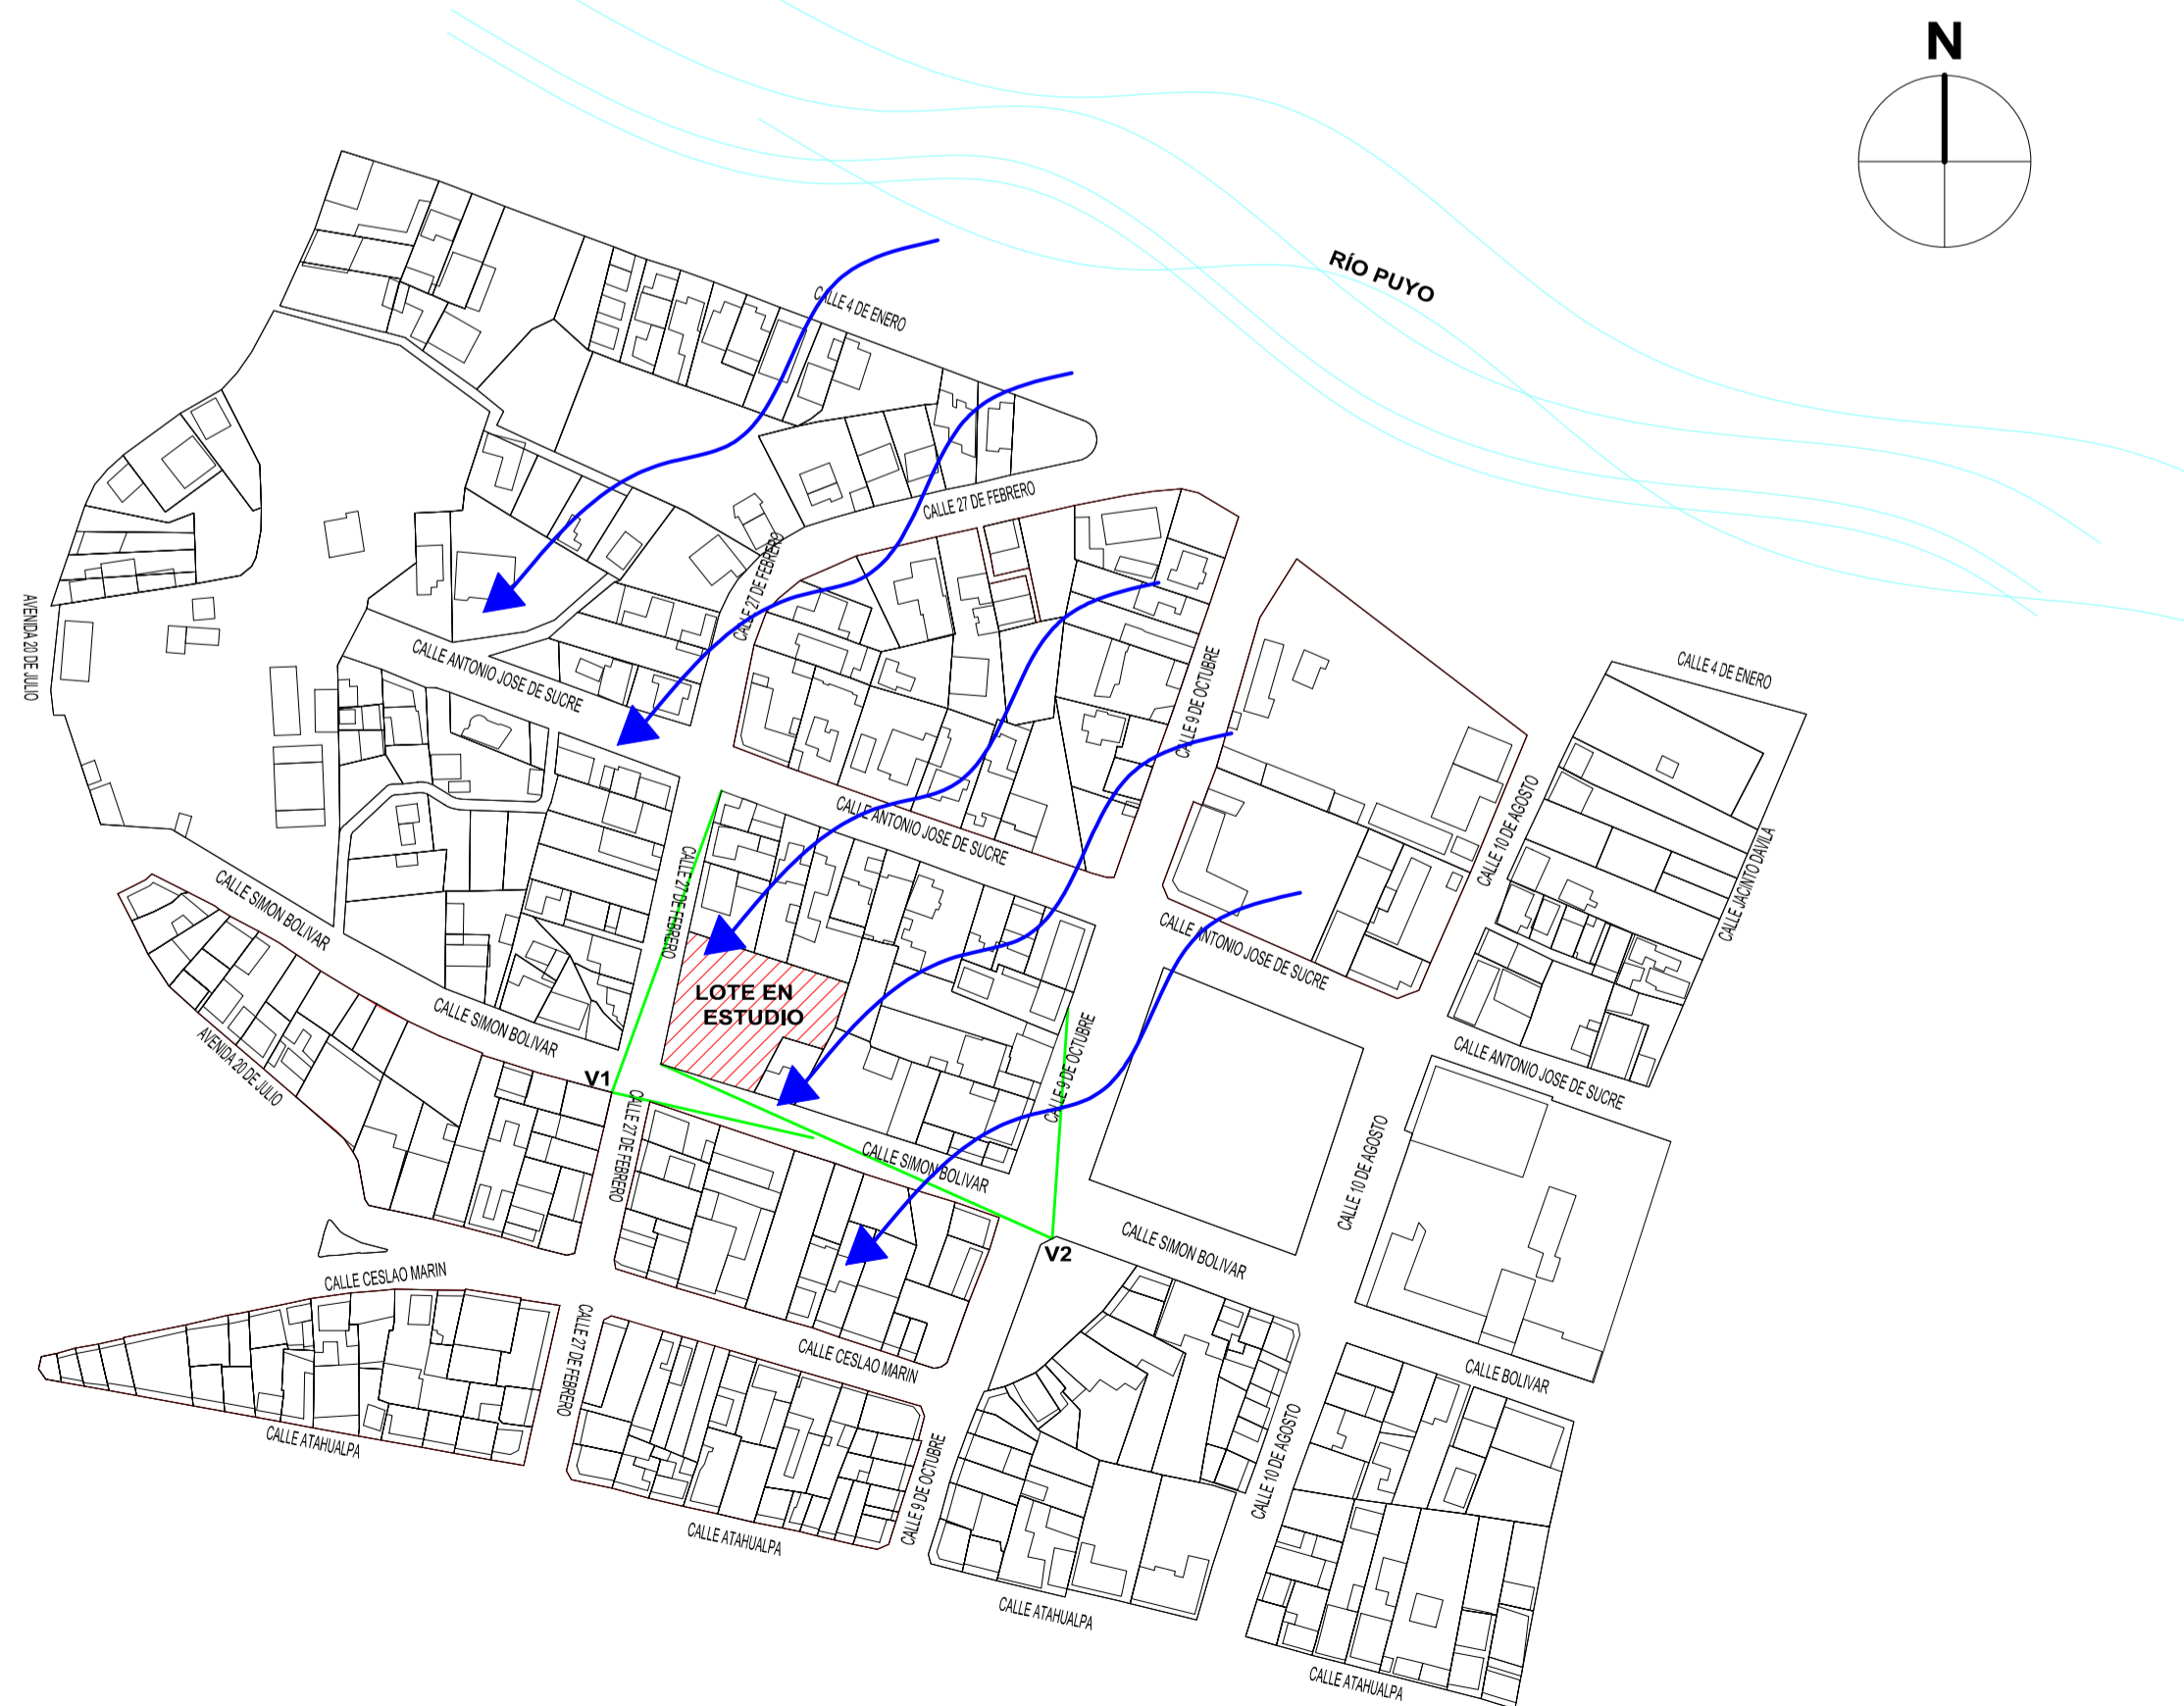 N
RÍO PUYO
CALLE 4 DE ENERO
CALLE 27 DE FEBRERO
CALLE 27 DE FEBRERO
AVENIDA 20 DE JULIO
CALLE ANTONIO JOSE DE SUCRE
CALLE 9 DE OCTUBRE
CALLE 4 DE ENERO
CALLE ANTONIO JOSE DE SUCRE
CALLE 10 DE AGOSTO
CALLE JACINTO DAVILA
CALLE 27 DE FEBRERO
CALLE SIMON BOLIVAR
CALLE ANTONIO JOSE DE SUCRE
LOTE EN
ESTUDIO
CALLE SIMON BOLIVAR
AVENIDA 20 DE JULIO
V1
CALLE 9 DE OCTUBRE
CALLE ANTONIO JOSE DE SUCRE
CALLE 27 DE FEBRERO
CALLE SIMON BOLIVAR
CALLE 10 DE AGOSTO
V2
CALLE SIMON BOLIVAR
CALLE CESLAO MARIN
CALLE 27 DE FEBRERO
CALLE CESLAO MARIN
CALLE BOLIVAR
CALLE ATAHUALPA
CALLE 9 DE OCTUBRE
CALLE 10 DE AGOSTO
CALLE ATAHUALPA
CALLE ATAHUALPA
CALLE ATAHUALPA